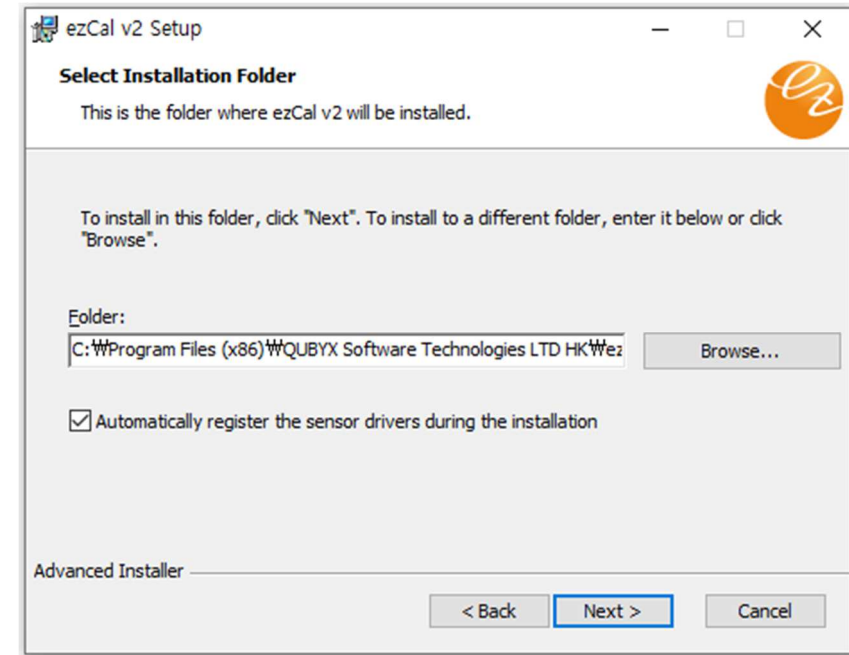 ezCal v2 Setup
Select Installation Folder
This is the folder where ezCal v2 will be installed.
ez
To install in this folder, click "Next". To install to a different folder, enter it below or click
"Browse".
Folder:
C:₩Program Files (x86)₩QUBYX Software Technologies LTD HK₩ez
Browse...
Automatically register the sensor drivers during the installation
Advanced Installer
< Back
Next >
Cancel